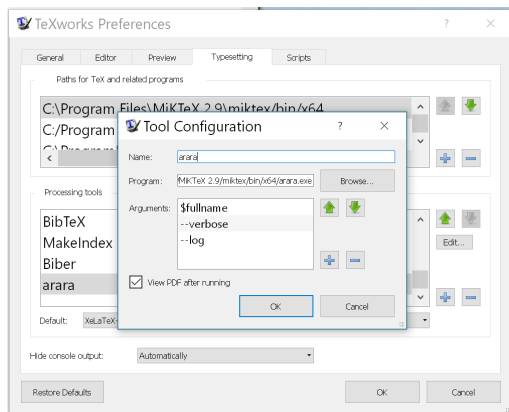 TeXworks Preferences
General
Editor
Preview
Typesetting
Scripts
Paths for TeX and related programs
C:\Program Files\MiKTeX 2.9\miktex/bin/x64
C:/Program
Tool Configuration
Name:
arara
Program:
MiKTeX 2.9/miktex/bin/x64/arara.exe
Browse...
Arguments:
$fullname
--verbose
--log
View PDF after running
OK
Cancel
Processing tools
BibTeX
MakeIndex
Biber
arara
Edit...
Default:
Hide console output:
Automatically
Restore Defaults
OK
Cancel